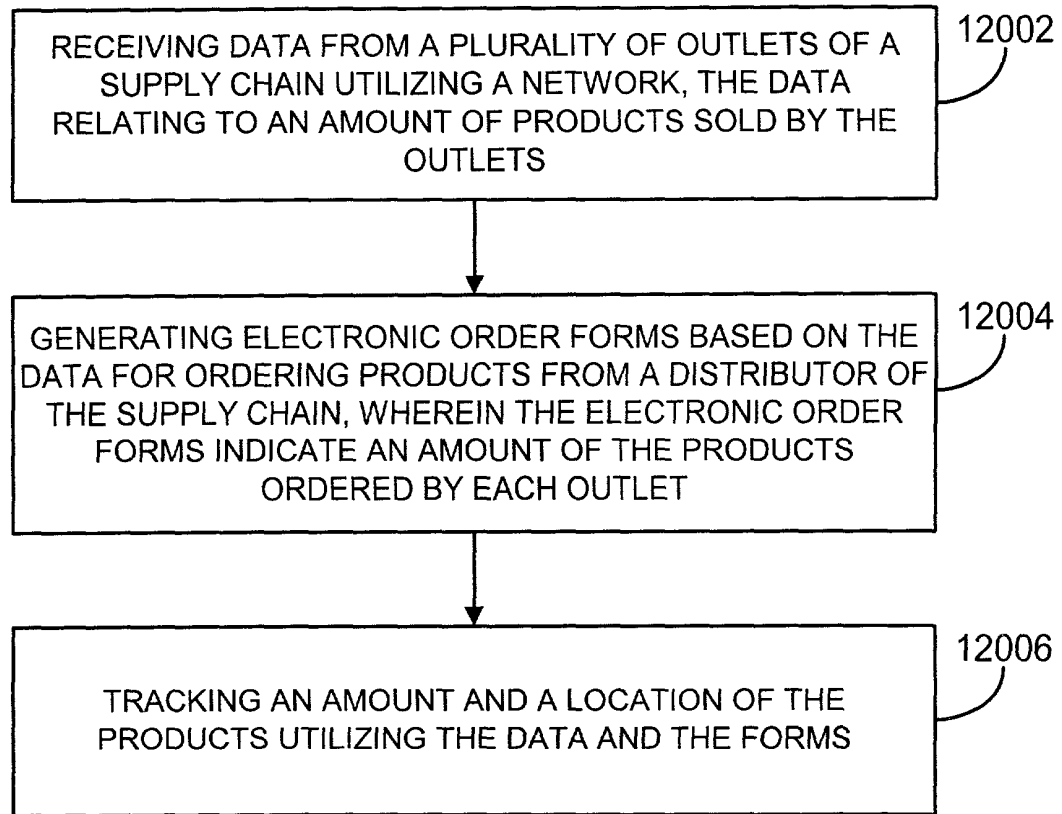 RECEIVING DATA FROM A PLURALITY OF OUTLETS OF A
SUPPLY CHAIN UTILIZING A NETWORK, THE DATA
RELATING TO AN AMOUNT OF PRODUCTS SOLD BY THE
OUTLETS
12002
GENERATING ELECTRONIC ORDER FORMS BASED ON THE
DATA FOR ORDERING PRODUCTS FROM A DISTRIBUTOR OF
THE SUPPLY CHAIN, WHEREIN THE ELECTRONIC ORDER
FORMS INDICATE AN AMOUNT OF THE PRODUCTS
ORDERED BY EACH OUTLET
12004
TRACKING AN AMOUNT AND A LOCATION OF THE
PRODUCTS UTILIZING THE DATA AND THE FORMS
12006